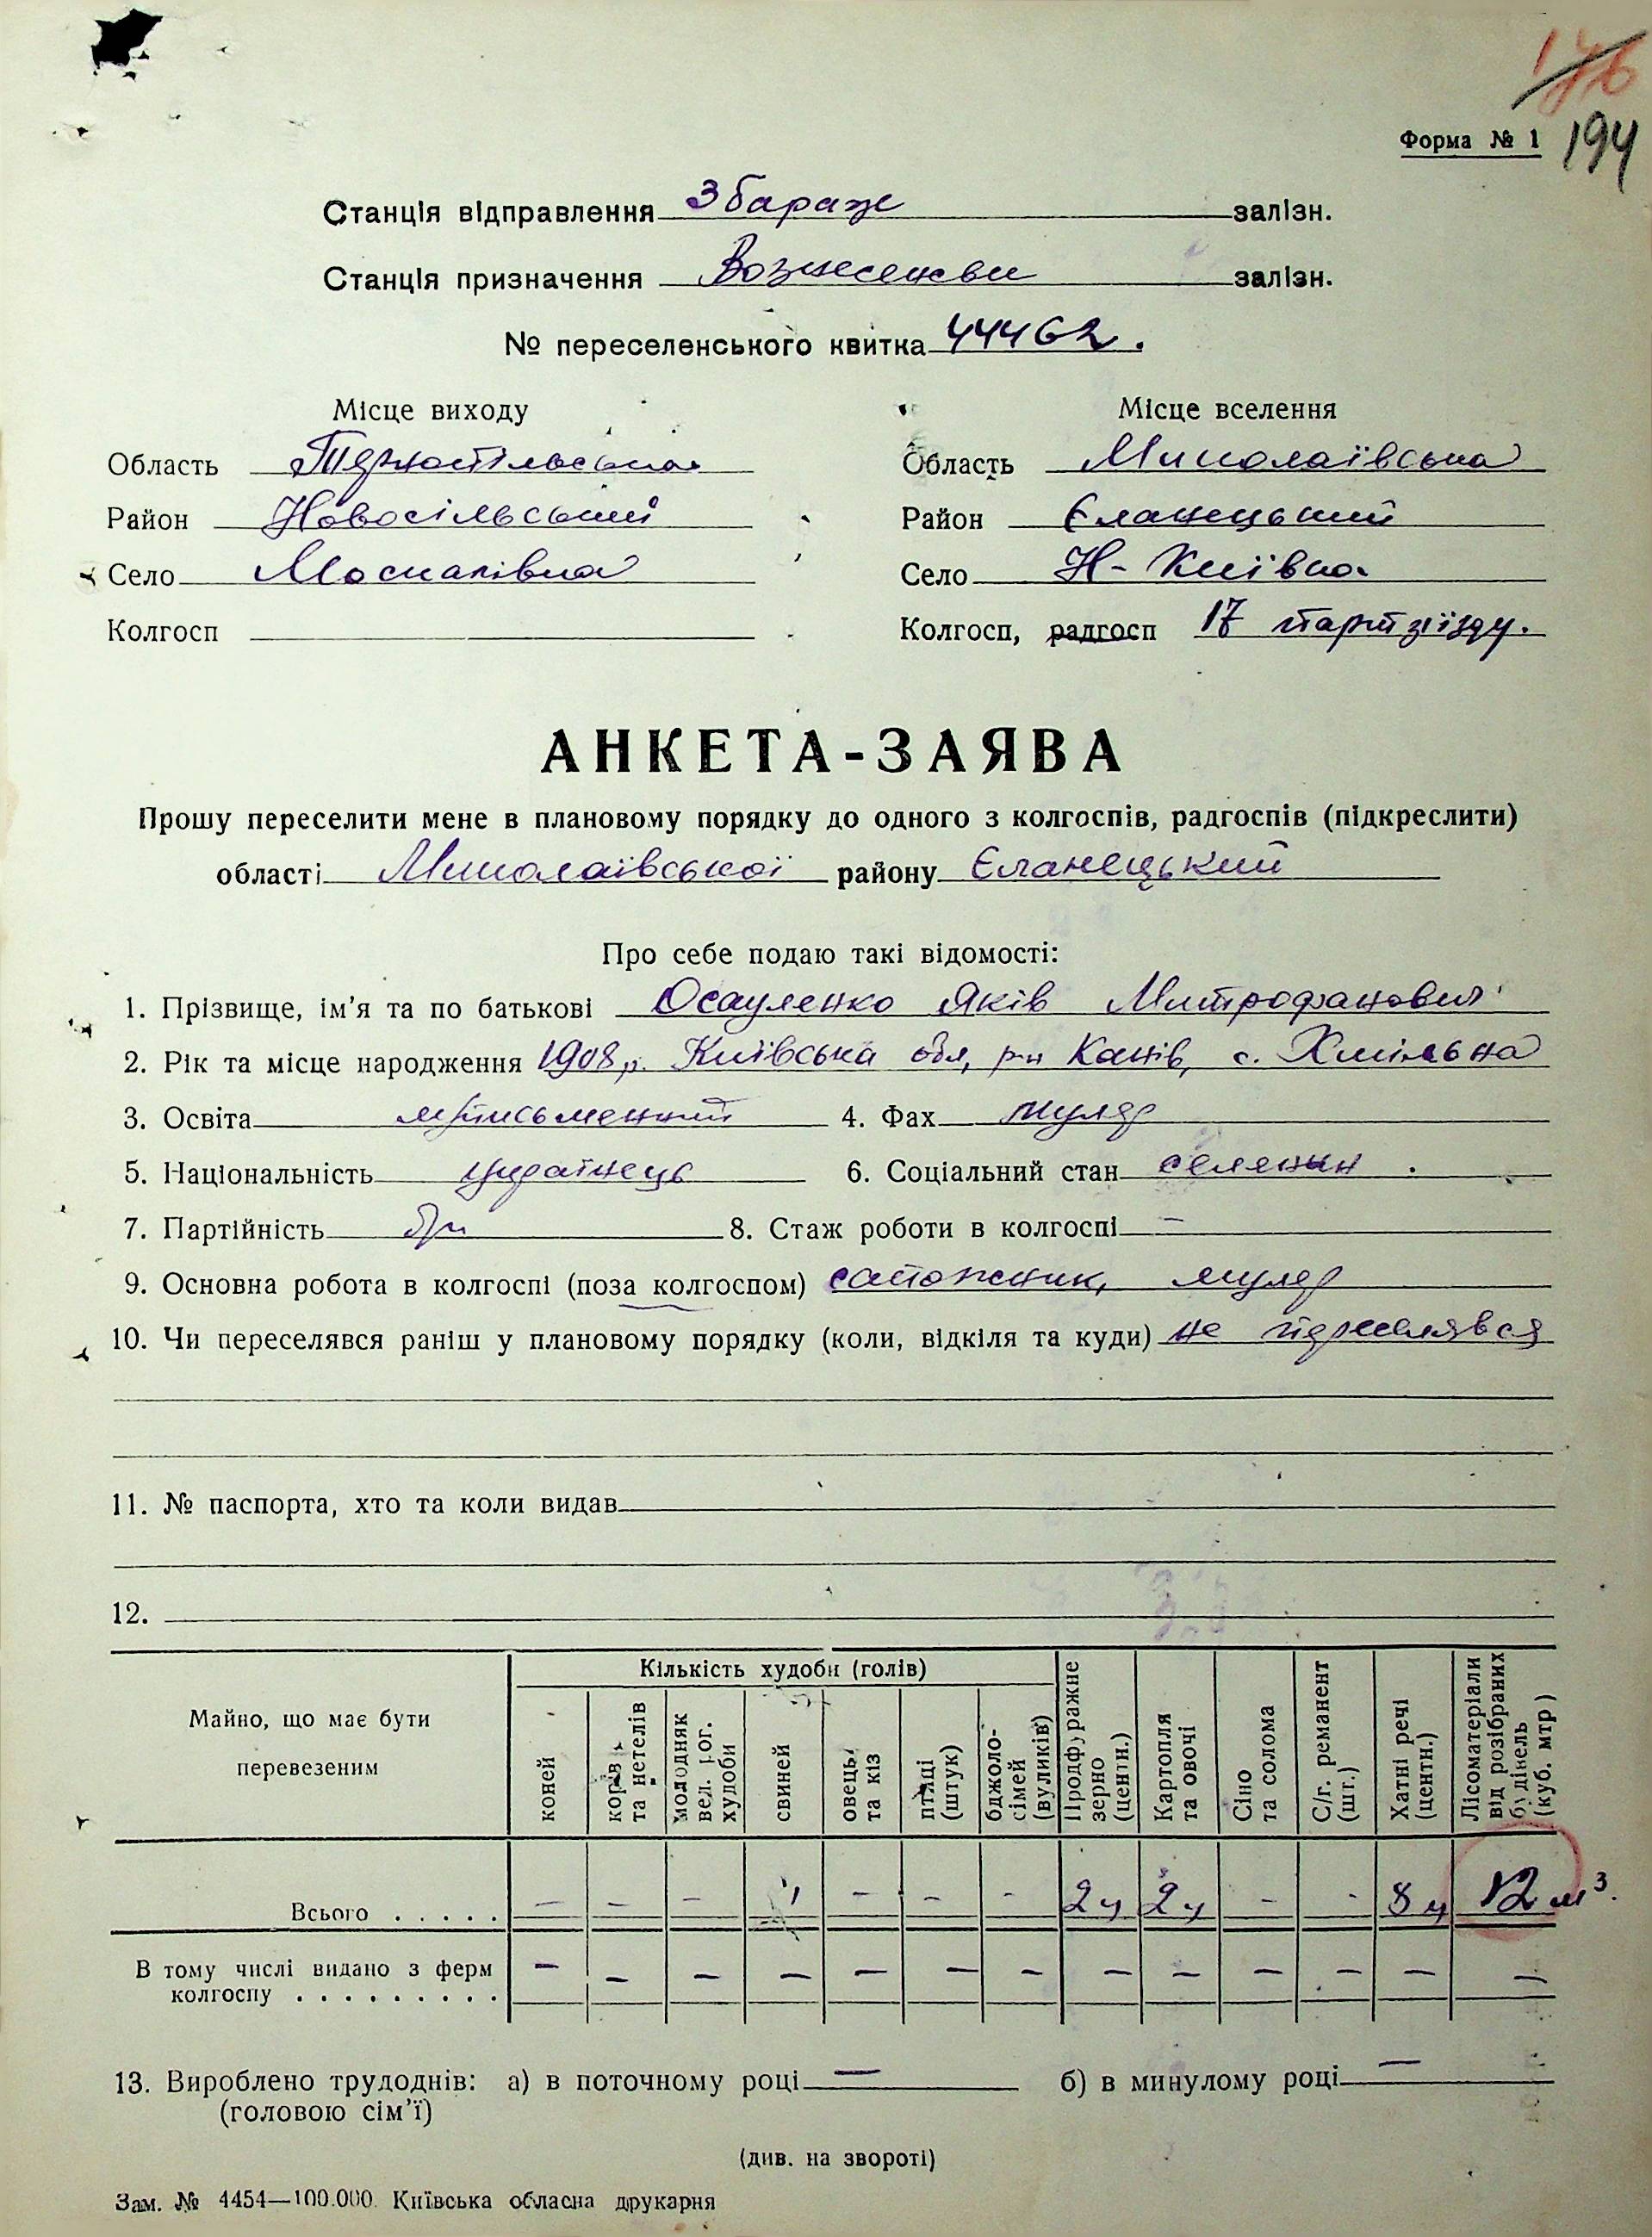 176
Форма № 1 194
Станція відправлення Збараж залізн.
Станція призначення Вознесенськ залізн.
№ переселенського квитка 44462.
Місце виходу Місце вселення
Область Тернопільська Область Миколаївська
Район Новосільський Район Єланецький
Село Москалівка Село Н-Київка
Колгосп Колгосп, радгосп 17 партз'їзду.
АНКЕТА-ЗАЯВА
Прошу переселити мене в плановому порядку до одного з колгоспів, радгоспів (підкреслити)
області Миколаївської району Єланецький
Про себе подаю такі відомості:
1. Прізвище, ім'я та по батькові Осауленко Яків Митрофанович
2. Рік та місце народження 1908 р. Київська обл, р-н Канів, с. Хмільна
3. Освіта м/письменний 4. Фах муляр
5. Національність українець 6. Соціальний стан селянин.
7. Партійність б/п 8. Стаж роботи в колгоспі —
9. Основна робота в колгоспі (поза колгоспом) сапожник, муляр
10. Чи переселявся раніш у плановому порядку (коли, відкіля та куди) не переселявся
11. № паспорта, хто та коли видав
12.
Майно, що має бути перевезеним
Кількість худоби (голів)
коней
корів та нетелів
молодняк вел. рог. худоби
свиней
овець та кіз
птиці (штук)
бджоло-сімей (вуликів)
Продфуражне зерно (центн.)
Картопля та овочі
Сіно та солома
С/г. реманент (шт.)
Хатні речі (центн.)
Лісоматеріали від розібраних будівель (куб. мтр)
Всього . . . . . — — — 1 — — — 2 ц 2 ц — — 8 ц 12 м³.
В тому числі видано з ферм
колгоспу . . . . . . . . . — — — — — — — — — — — — —
13. Вироблено трудоднів: а) в поточному році — б) в минулому році —
(головою сім'ї)
(див. на звороті)
Зам. № 4454—100.000. Київська обласна друкарня